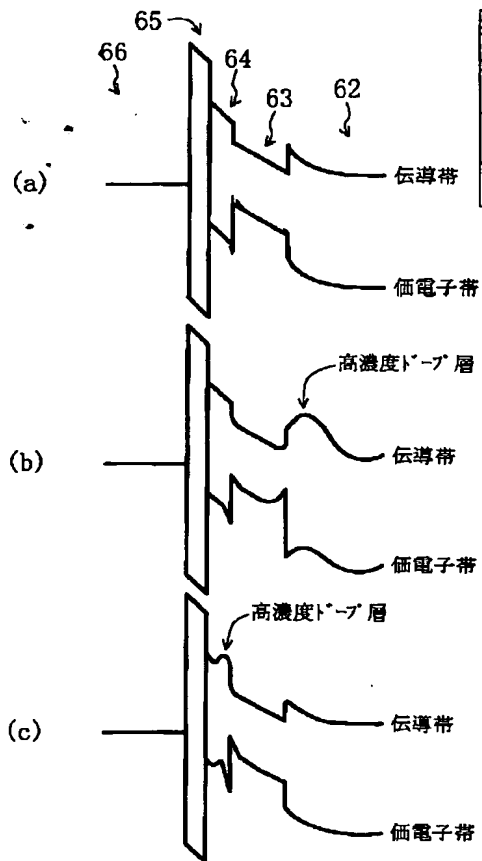 65
66
64
63
62
(a)
伝導帯
価電子帯
高濃度ドープ層
(b)
伝導帯
価電子帯
高濃度ドープ層
(c)
伝導帯
価電子帯